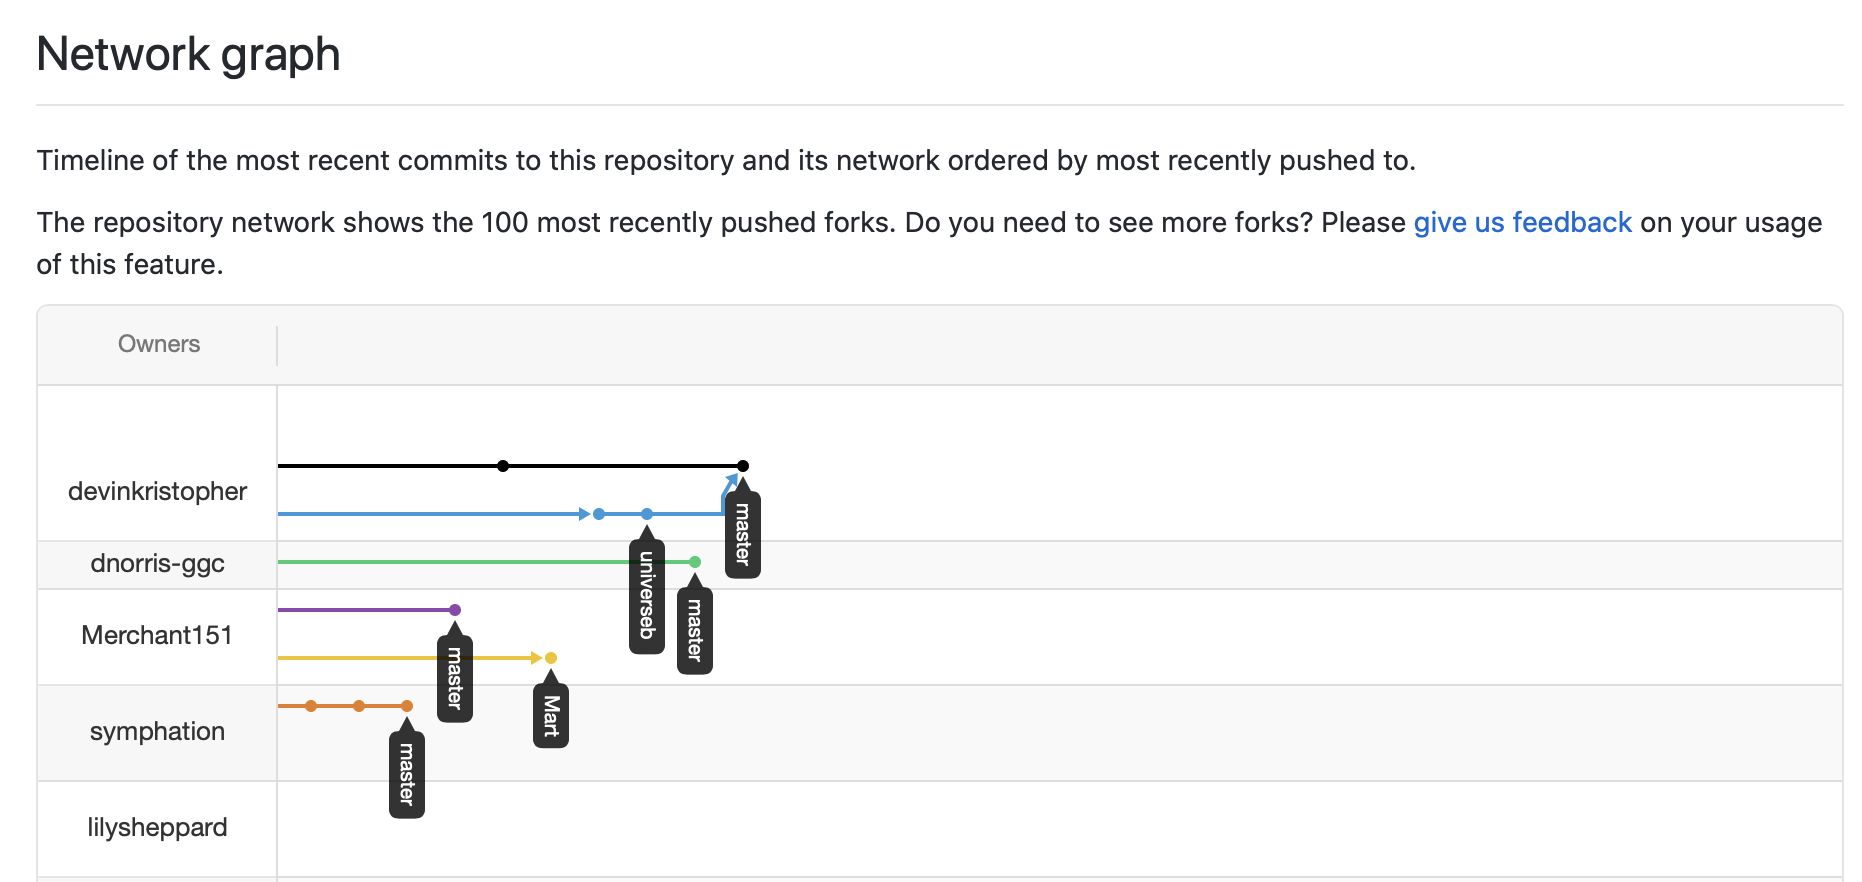 Network graph
Timeline of the most recent commits to this repository and its network ordered by most recently pushed to.
The repository network shows the 100 most recently pushed forks. Do you need to see more forks? Please give us feedback on your usage
of this feature.
Owners
devinkristopher
master
universeb
dnorris-ggc
master
Merchant151
master
Mart
symphation
master
lilysheppard